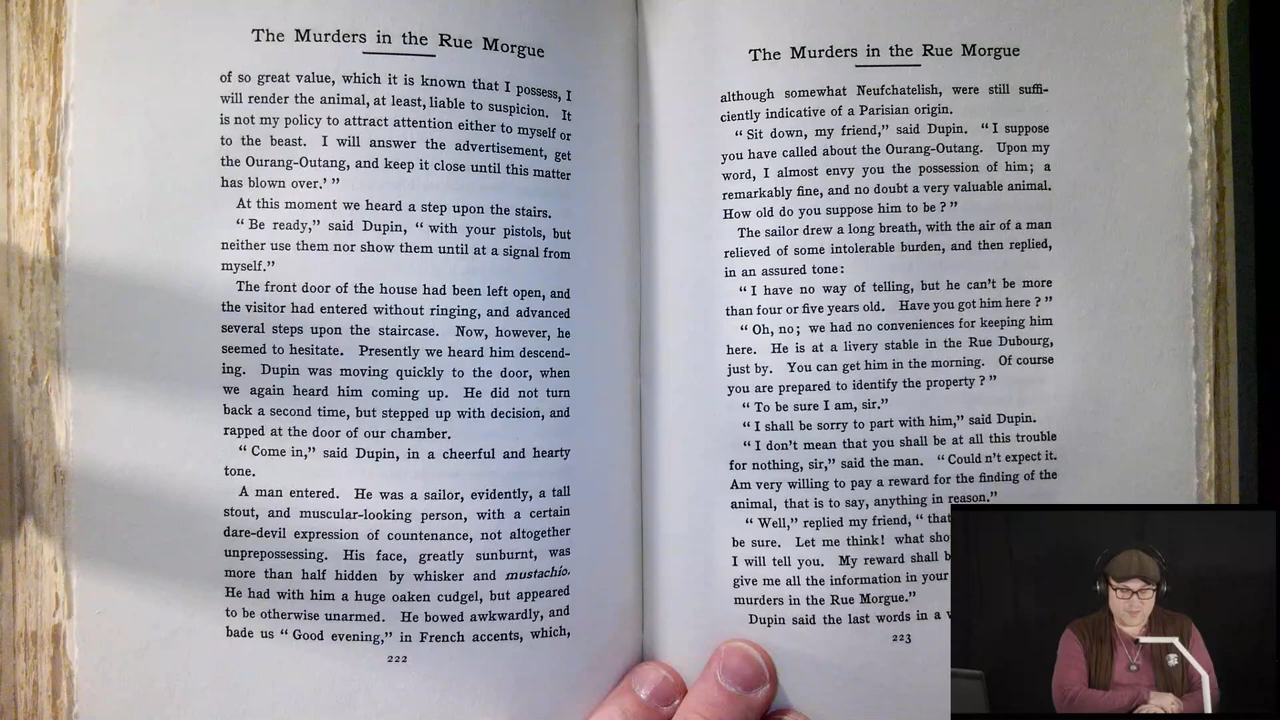 The Murders in the Rue Morgue
of so great value, which it is known that I possess, I
will render the animal, at least, liable to suspicion. It
is not my policy to attract attention either to myself or
to the beast. I will answer the advertisement, get
the Ourang-Outang, and keep it close until this matter
has blown over.’ ”
At this moment we heard a step upon the stairs.
“ Be ready,” said Dupin, “ with your pistols, but
neither use them nor show them until at a signal from
myself.”
The front door of the house had been left open, and
the visitor had entered without ringing, and advanced
several steps upon the staircase. Now, however, he
seemed to hesitate. Presently we heard him descend-
ing. Dupin was moving quickly to the door, when
we again heard him coming up. He did not turn
back a second time, but stepped up with decision, and
rapped at the door of our chamber.
“ Come in,” said Dupin, in a cheerful and hearty
tone.
A man entered. He was a sailor, evidently, a tall
stout, and muscular-looking person, with a certain
dare-devil expression of countenance, not altogether
unprepossessing. His face, greatly sunburnt, was
more than half hidden by whisker and mustachio.
He had with him a huge oaken cudgel, but appeared
to be otherwise unarmed. He bowed awkwardly, and
bade us “ Good evening,” in French accents, which,
222
The Murders in the Rue Morgue
although somewhat Neufchatelish, were still suffi-
ciently indicative of a Parisian origin.
“ Sit down, my friend,” said Dupin. “ I suppose
you have called about the Ourang-Outang. Upon my
word, I almost envy you the possession of him; a
remarkably fine, and no doubt a very valuable animal.
How old do you suppose him to be ? ”
The sailor drew a long breath, with the air of a man
relieved of some intolerable burden, and then replied,
in an assured tone:
“ I have no way of telling, but he can’t be more
than four or five years old. Have you got him here ? ”
“ Oh, no; we had no conveniences for keeping him
here. He is at a livery stable in the Rue Dubourg,
just by. You can get him in the morning. Of course
you are prepared to identify the property ? ”
“ To be sure I am, sir.”
“ I shall be sorry to part with him,” said Dupin.
“ I don’t mean that you shall be at all this trouble
for nothing, sir,” said the man. “ Could n’t expect it.
Am very willing to pay a reward for the finding of the
animal, that is to say, anything in reason.”
“ Well,” replied my friend, “ that
be sure. Let me think! what
I will tell you. My reward shall
give me all the information in your
murders in the Rue Morgue.”
Dupin said the last words in a
223